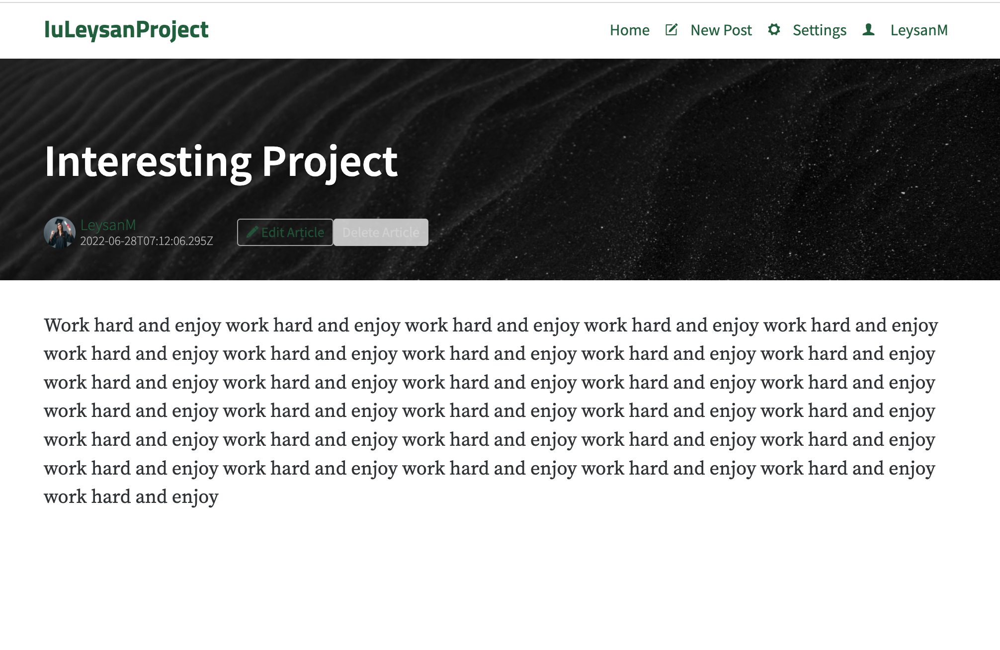 IuLeysanProject
Home New Post Settings LeysanM
Interesting Project
LeysanM
2022-06-28T07:12:06.295Z
Edit Article Delete Article
Work hard and enjoy work hard and enjoy work hard and enjoy work hard and enjoy work hard and enjoy
work hard and enjoy work hard and enjoy work hard and enjoy work hard and enjoy work hard and enjoy
work hard and enjoy work hard and enjoy work hard and enjoy work hard and enjoy work hard and enjoy
work hard and enjoy work hard and enjoy work hard and enjoy work hard and enjoy work hard and enjoy
work hard and enjoy work hard and enjoy work hard and enjoy work hard and enjoy work hard and enjoy
work hard and enjoy work hard and enjoy work hard and enjoy work hard and enjoy work hard and enjoy
work hard and enjoy